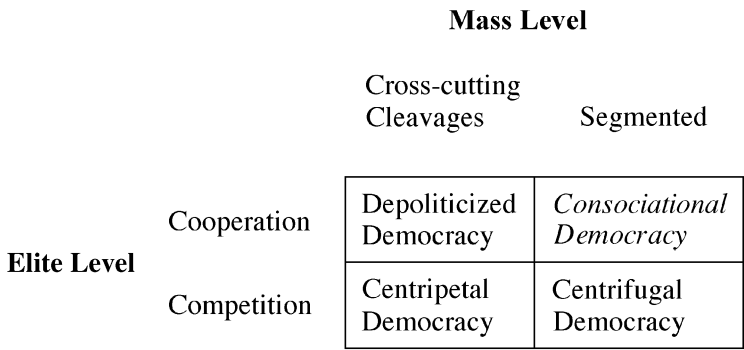 Mass Level
Cross-cutting
Cleavages
Segmented
Elite Level
Cooperation
Depoliticized
Democracy
Consociational
Democracy
Competition
Centripetal
Democracy
Centrifugal
Democracy